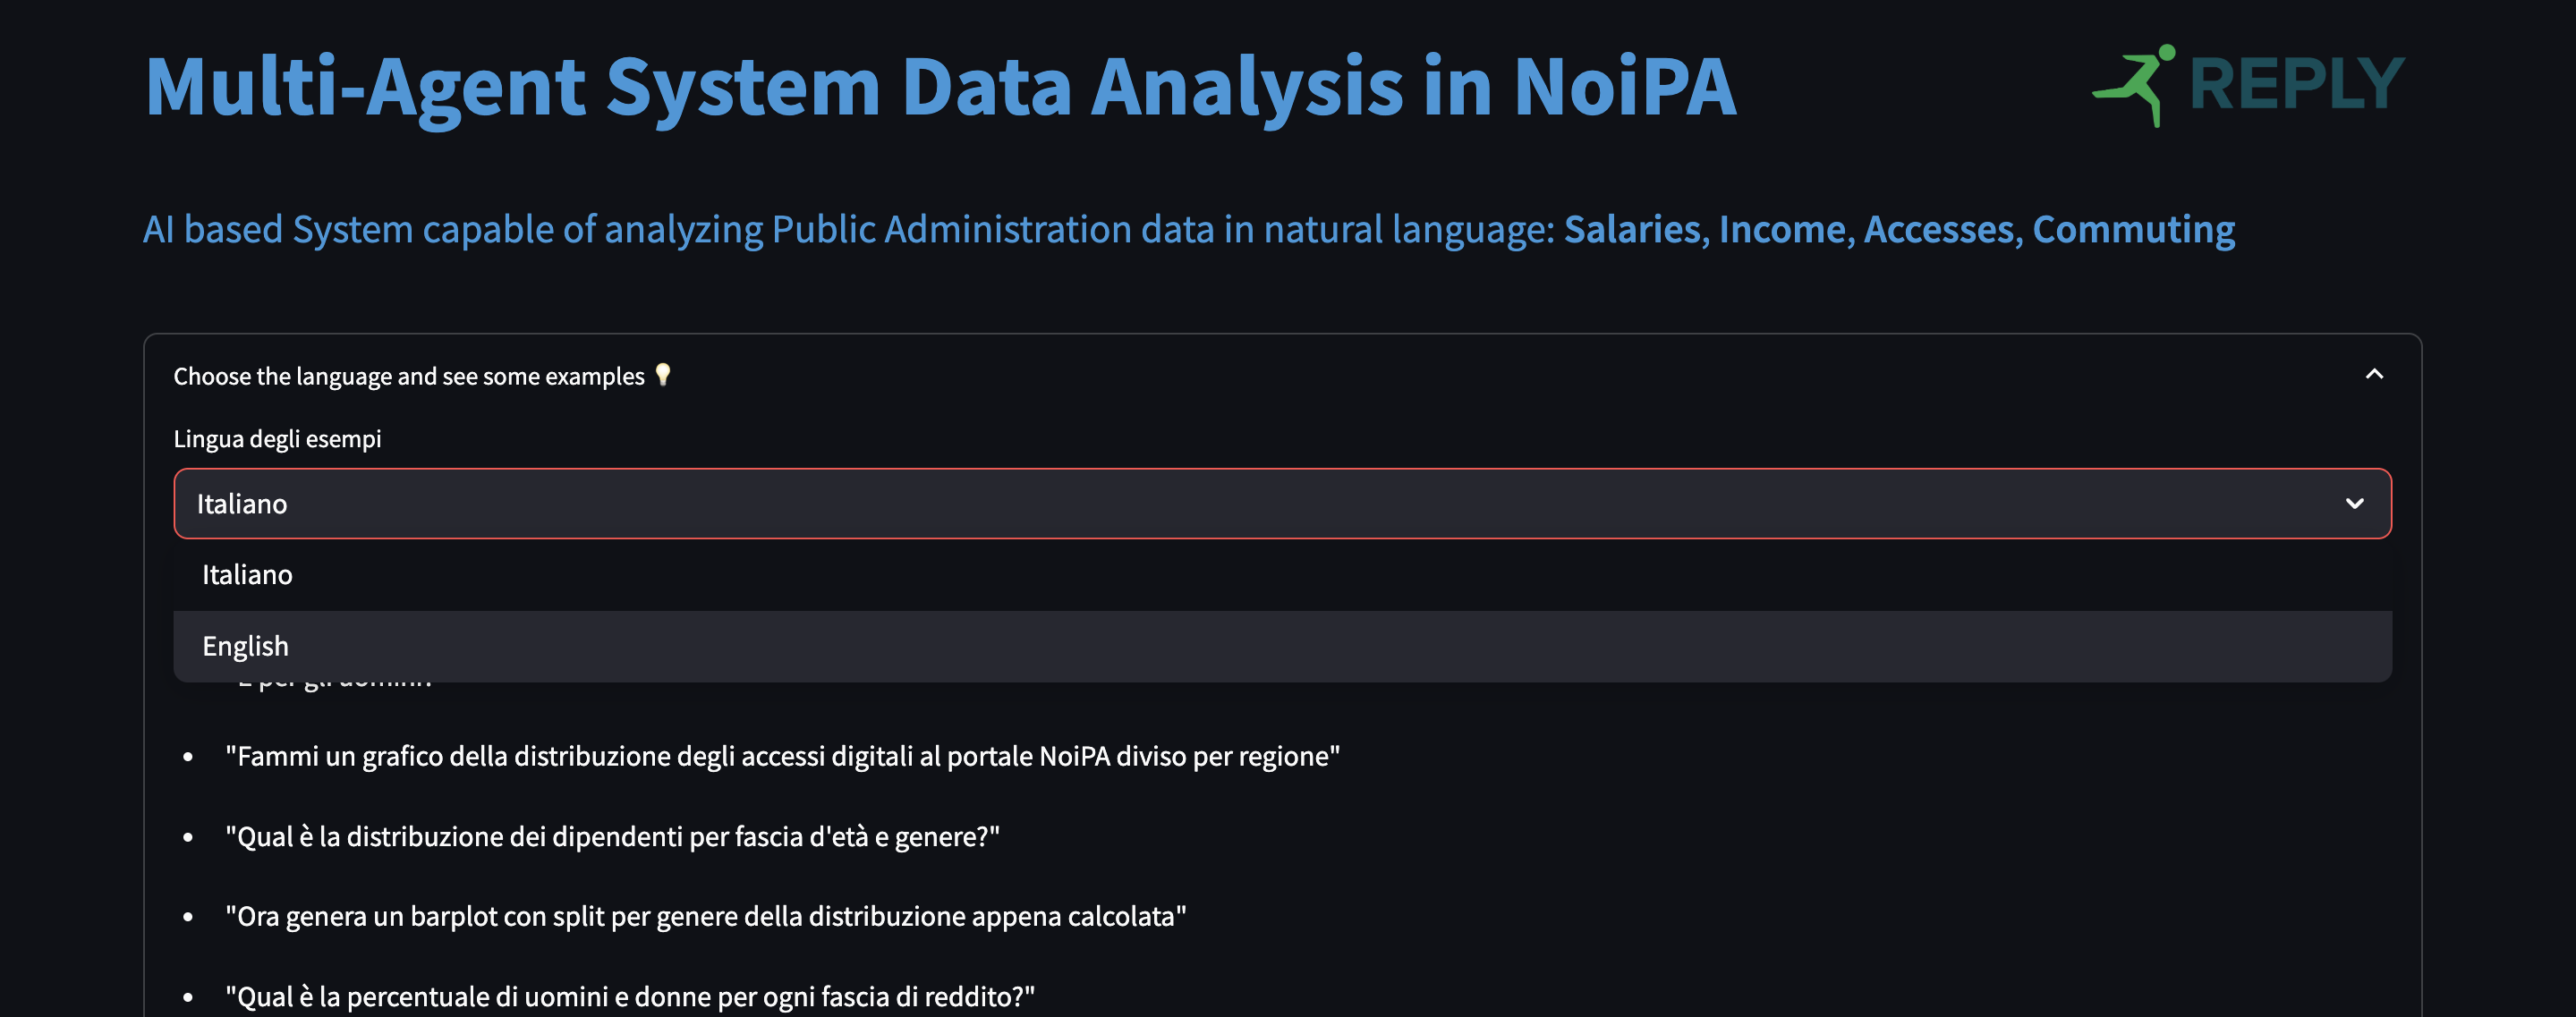 Multi-Agent System Data Analysis in NoiPA
REPLY
AI based System capable of analyzing Public Administration data in natural language: Salaries, Income, Accesses, Commuting
Choose the language and see some examples 💡
Lingua degli esempi
Italiano
Italiano
English
"E per gli uomini?
• "Fammi un grafico della distribuzione degli accessi digitali al portale NoiPA diviso per regione"
• "Qual è la distribuzione dei dipendenti per fascia d'età e genere?"
• "Ora genera un barplot con split per genere della distribuzione appena calcolata"
• "Qual è la percentuale di uomini e donne per ogni fascia di reddito?"